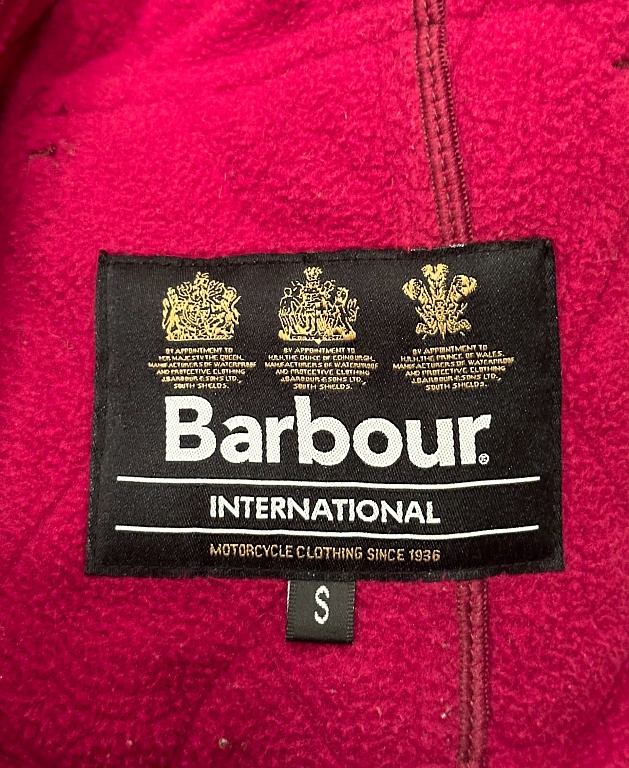 BY APPOINTMENT TO
HER MAJESTY THE QUEEN.
MANUFACTURERS OF WATERPROOF
AND PROTECTIVE CLOTHING
J.BARBOUR & SONS LTD.,
SOUTH SHIELDS.
BY APPOINTMENT TO
H.R.H. THE DUKE OF EDINBURGH.
MANUFACTURERS OF WATERPROOF
AND PROTECTIVE CLOTHING
J.BARBOUR & SONS LTD.,
SOUTH SHIELDS.
BY APPOINTMENT TO
H.R.H. THE PRINCE OF WALES.
MANUFACTURERS OF WATERPROOF
AND PROTECTIVE CLOTHING
J.BARBOUR & SONS LTD.,
SOUTH SHIELDS.
Barbour®
INTERNATIONAL
MOTORCYCLE CLOTHING SINCE 1936
S